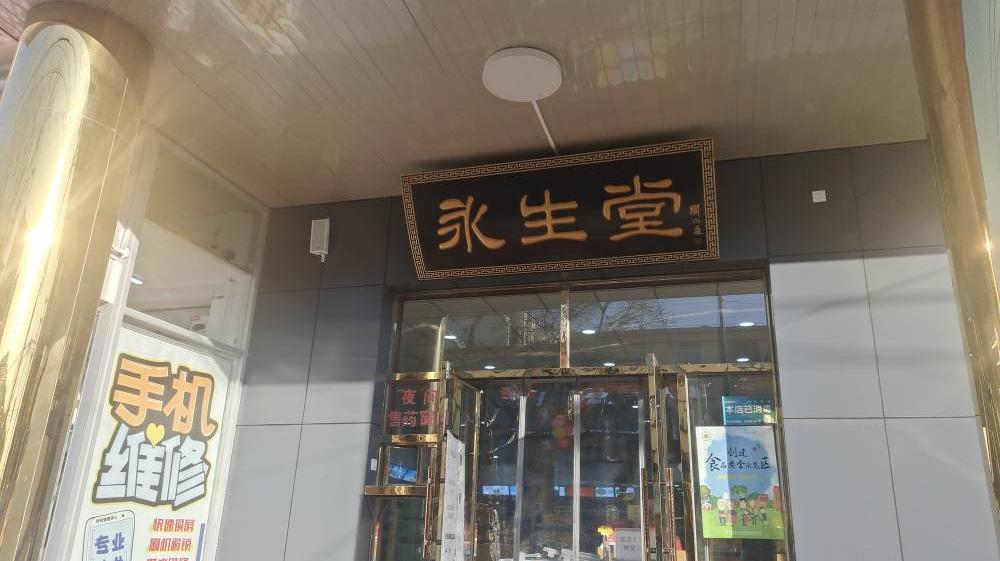 永生堂
手机
维修
快速换屏
刷机解锁
专业
夜间
售药窗
本店已消毒
创建
食品安全示范区